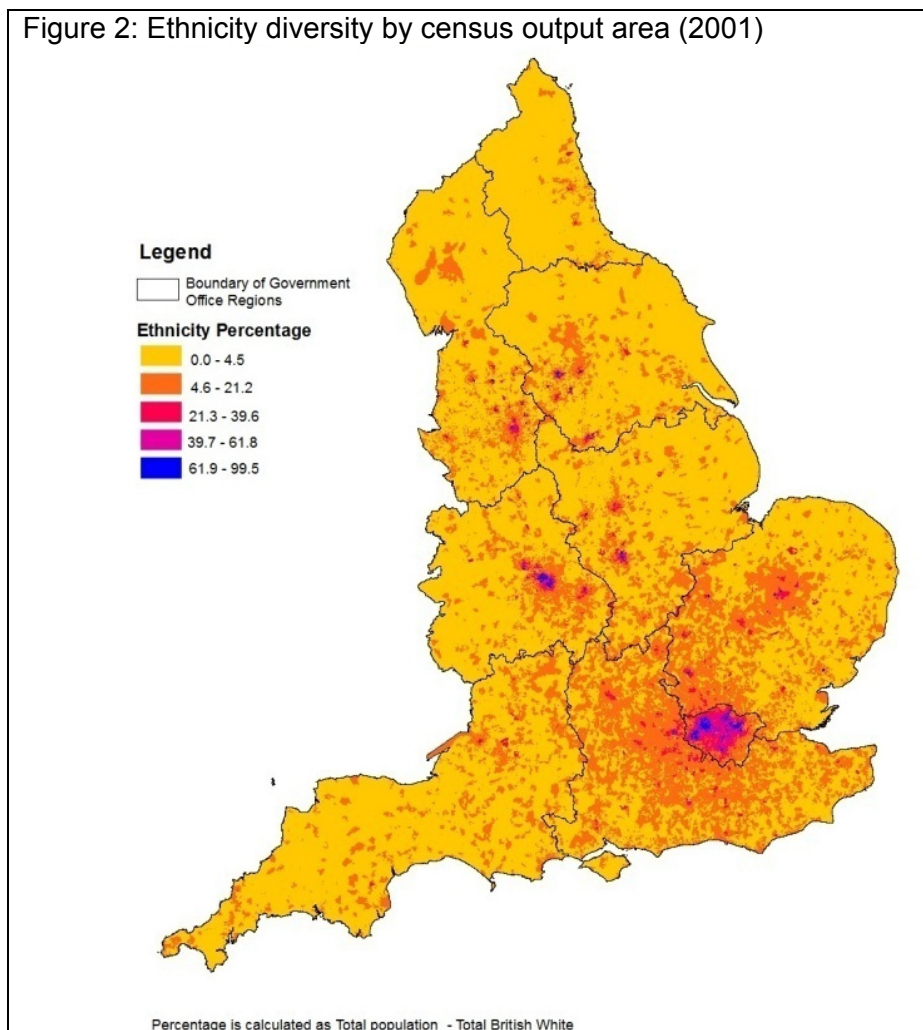 Figure 2: Ethnicity diversity by census output area (2001)
Legend
Boundary of Government
Office Regions
Ethnicity Percentage
0.0 - 4.5
4.6 - 21.2
21.3 - 39.6
39.7 - 61.8
61.9 - 99.5
Percentage is calculated as Total population - Total British White